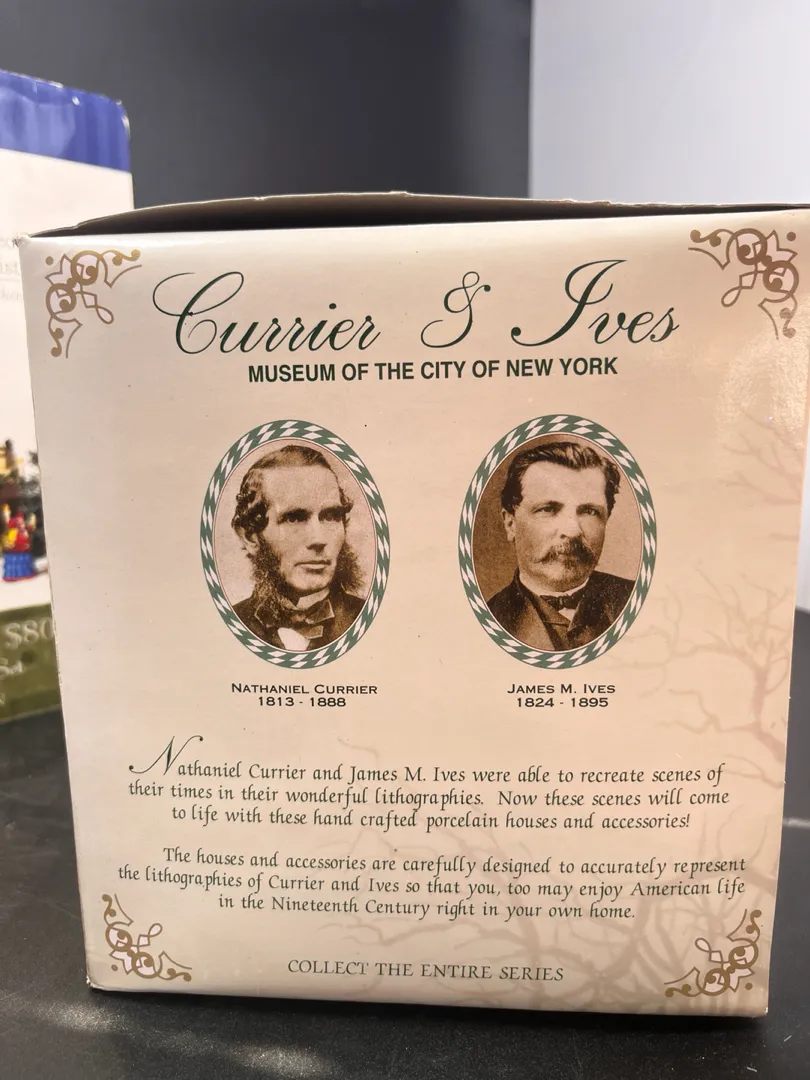 Currier & Ives
MUSEUM OF THE CITY OF NEW YORK
NATHANIEL CURRIER
1813 - 1888
JAMES M. IVES
1824 - 1895
Nathaniel Currier and James M. Ives were able to recreate scenes of
their times in their wonderful lithographies. Now these scenes will come
to life with these hand crafted porcelain houses and accessories!
The houses and accessories are carefully designed to accurately represent
the lithographies of Currier and Ives so that you, too may enjoy American life
in the Nineteenth Century right in your own home.
COLLECT THE ENTIRE SERIES